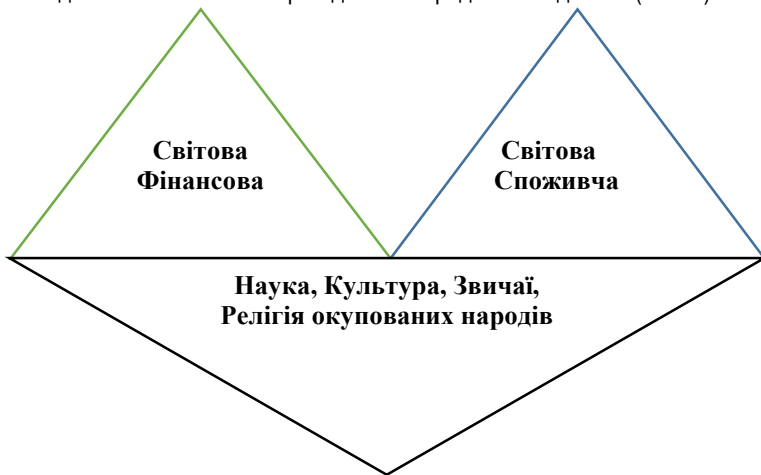 Світова
Фінансова
Світова
Споживча
Наука, Культура, Звичаї,
Релігія окупованих народів